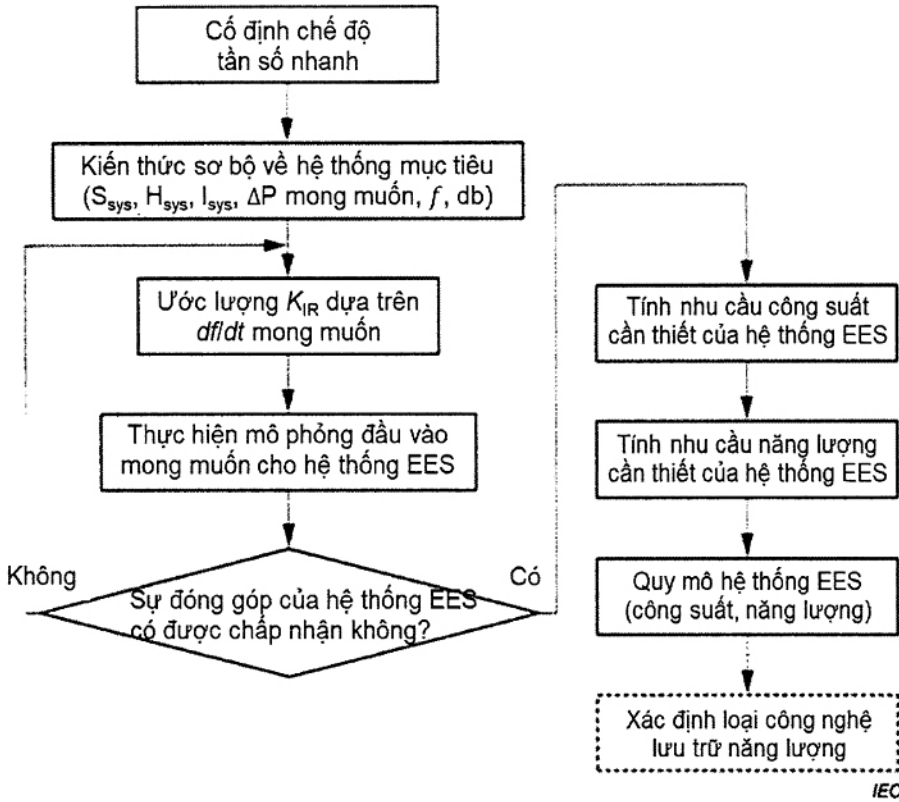 Cố định chế độ
tần số nhanh
Kiến thức sơ bộ về hệ thống mục tiêu
(Ssys, Hsys, Isys, ΔP mong muốn, f, db)
Ước lượng KIR dựa trên
df/dt mong muốn
Thực hiện mô phỏng đầu vào
mong muốn cho hệ thống EES
Không
Sự đóng góp của hệ thống EES
có được chấp nhận không?
Có
Tính nhu cầu công suất
cần thiết của hệ thống EES
Tính nhu cầu năng lượng
cần thiết của hệ thống EES
Quy mô hệ thống EES
(công suất, năng lượng)
Xác định loại công nghệ
lưu trữ năng lượng
IEC